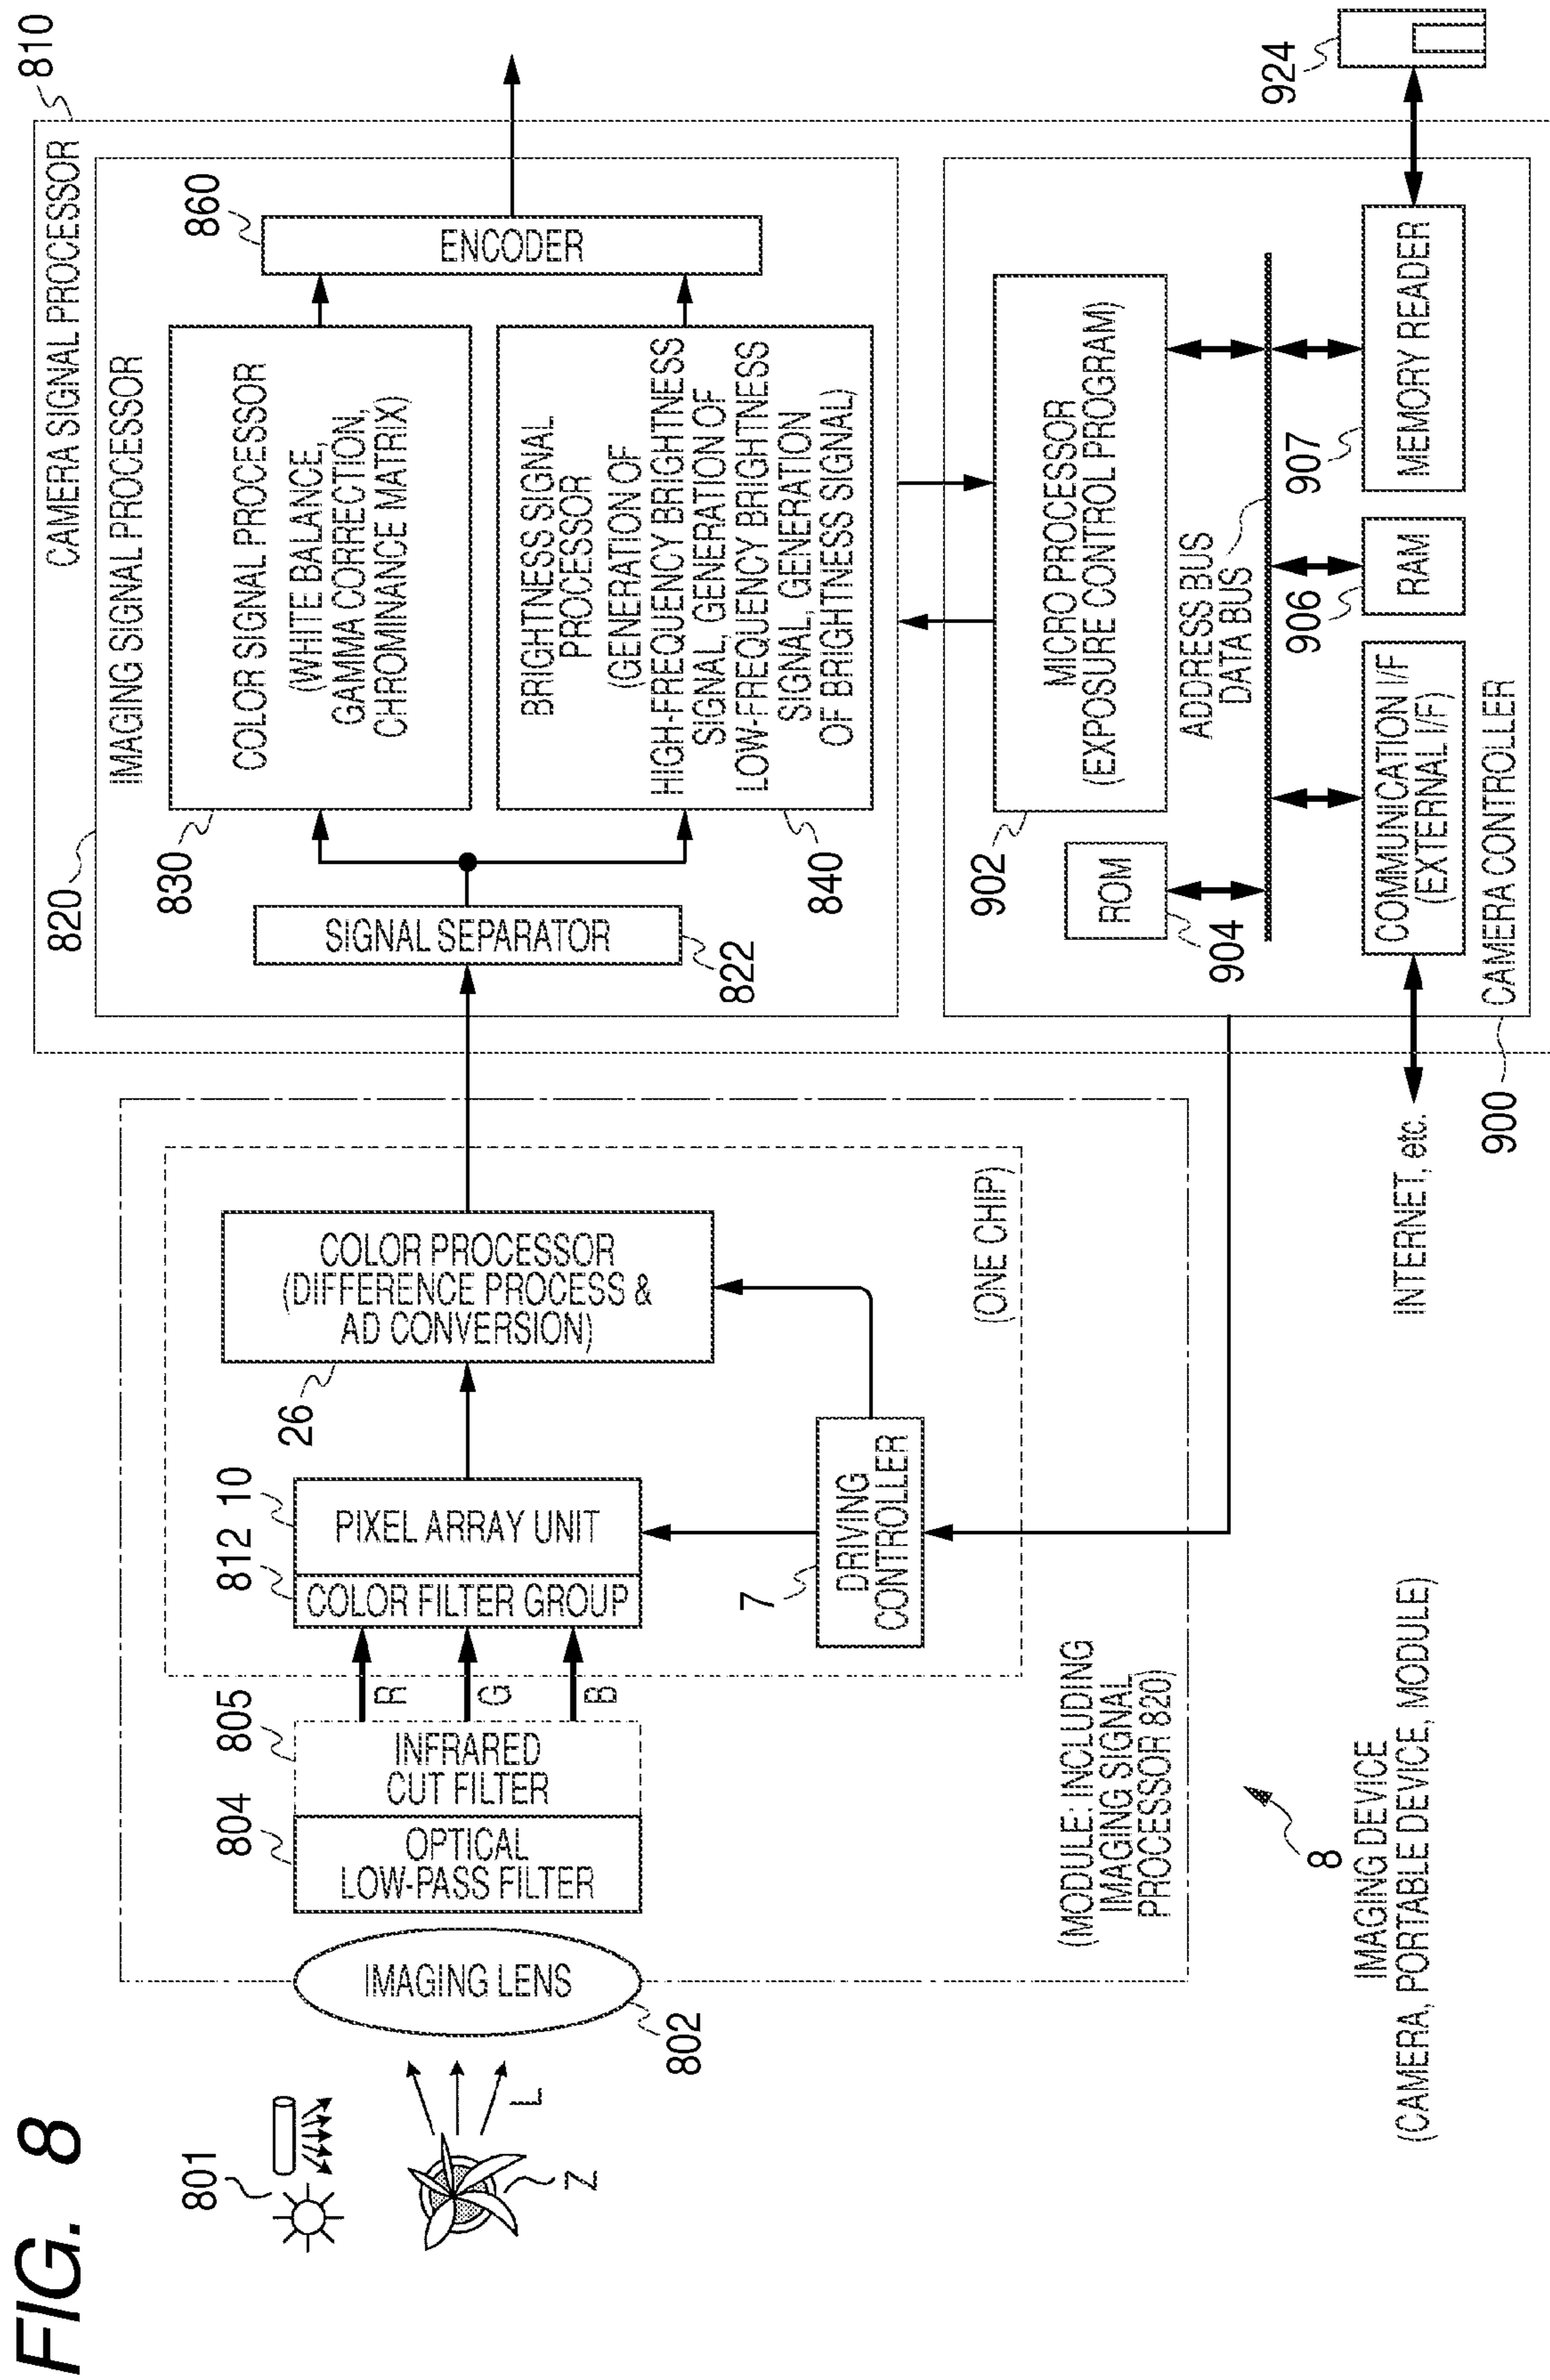 FIG. 8
801
Z
L
IMAGING LENS
802
804
OPTICAL
LOW-PASS FILTER
805
INFRARED
CUT FILTER
R
G
B
812
COLOR FILTER GROUP
10
PIXEL ARRAY UNIT
26
COLOR PROCESSOR
(DIFFERENCE PROCESS &
AD CONVERSION)
7
DRIVING
CONTROLLER
(ONE CHIP)
(MODULE: INCLUDING
IMAGING SIGNAL
PROCESSOR 820)
8
IMAGING DEVICE
(CAMERA, PORTABLE DEVICE, MODULE)
810
CAMERA SIGNAL PROCESSOR
820
IMAGING SIGNAL PROCESSOR
SIGNAL SEPARATOR
822
830
COLOR SIGNAL PROCESSOR
(WHITE BALANCE,
GAMMA CORRECTION,
CHROMINANCE MATRIX)
840
BRIGHTNESS SIGNAL
PROCESSOR
(GENERATION OF
HIGH-FREQUENCY BRIGHTNESS
SIGNAL, GENERATION OF
LOW-FREQUENCY BRIGHTNESS
SIGNAL, GENERATION
OF BRIGHTNESS SIGNAL)
860
ENCODER
902
MICRO PROCESSOR
(EXPOSURE CONTROL PROGRAM)
ROM
904
ADDRESS BUS
DATA BUS
COMMUNICATION I/F
(EXTERNAL I/F)
906
RAM
907
MEMORY READER
924
CAMERA CONTROLLER
900
INTERNET, etc.